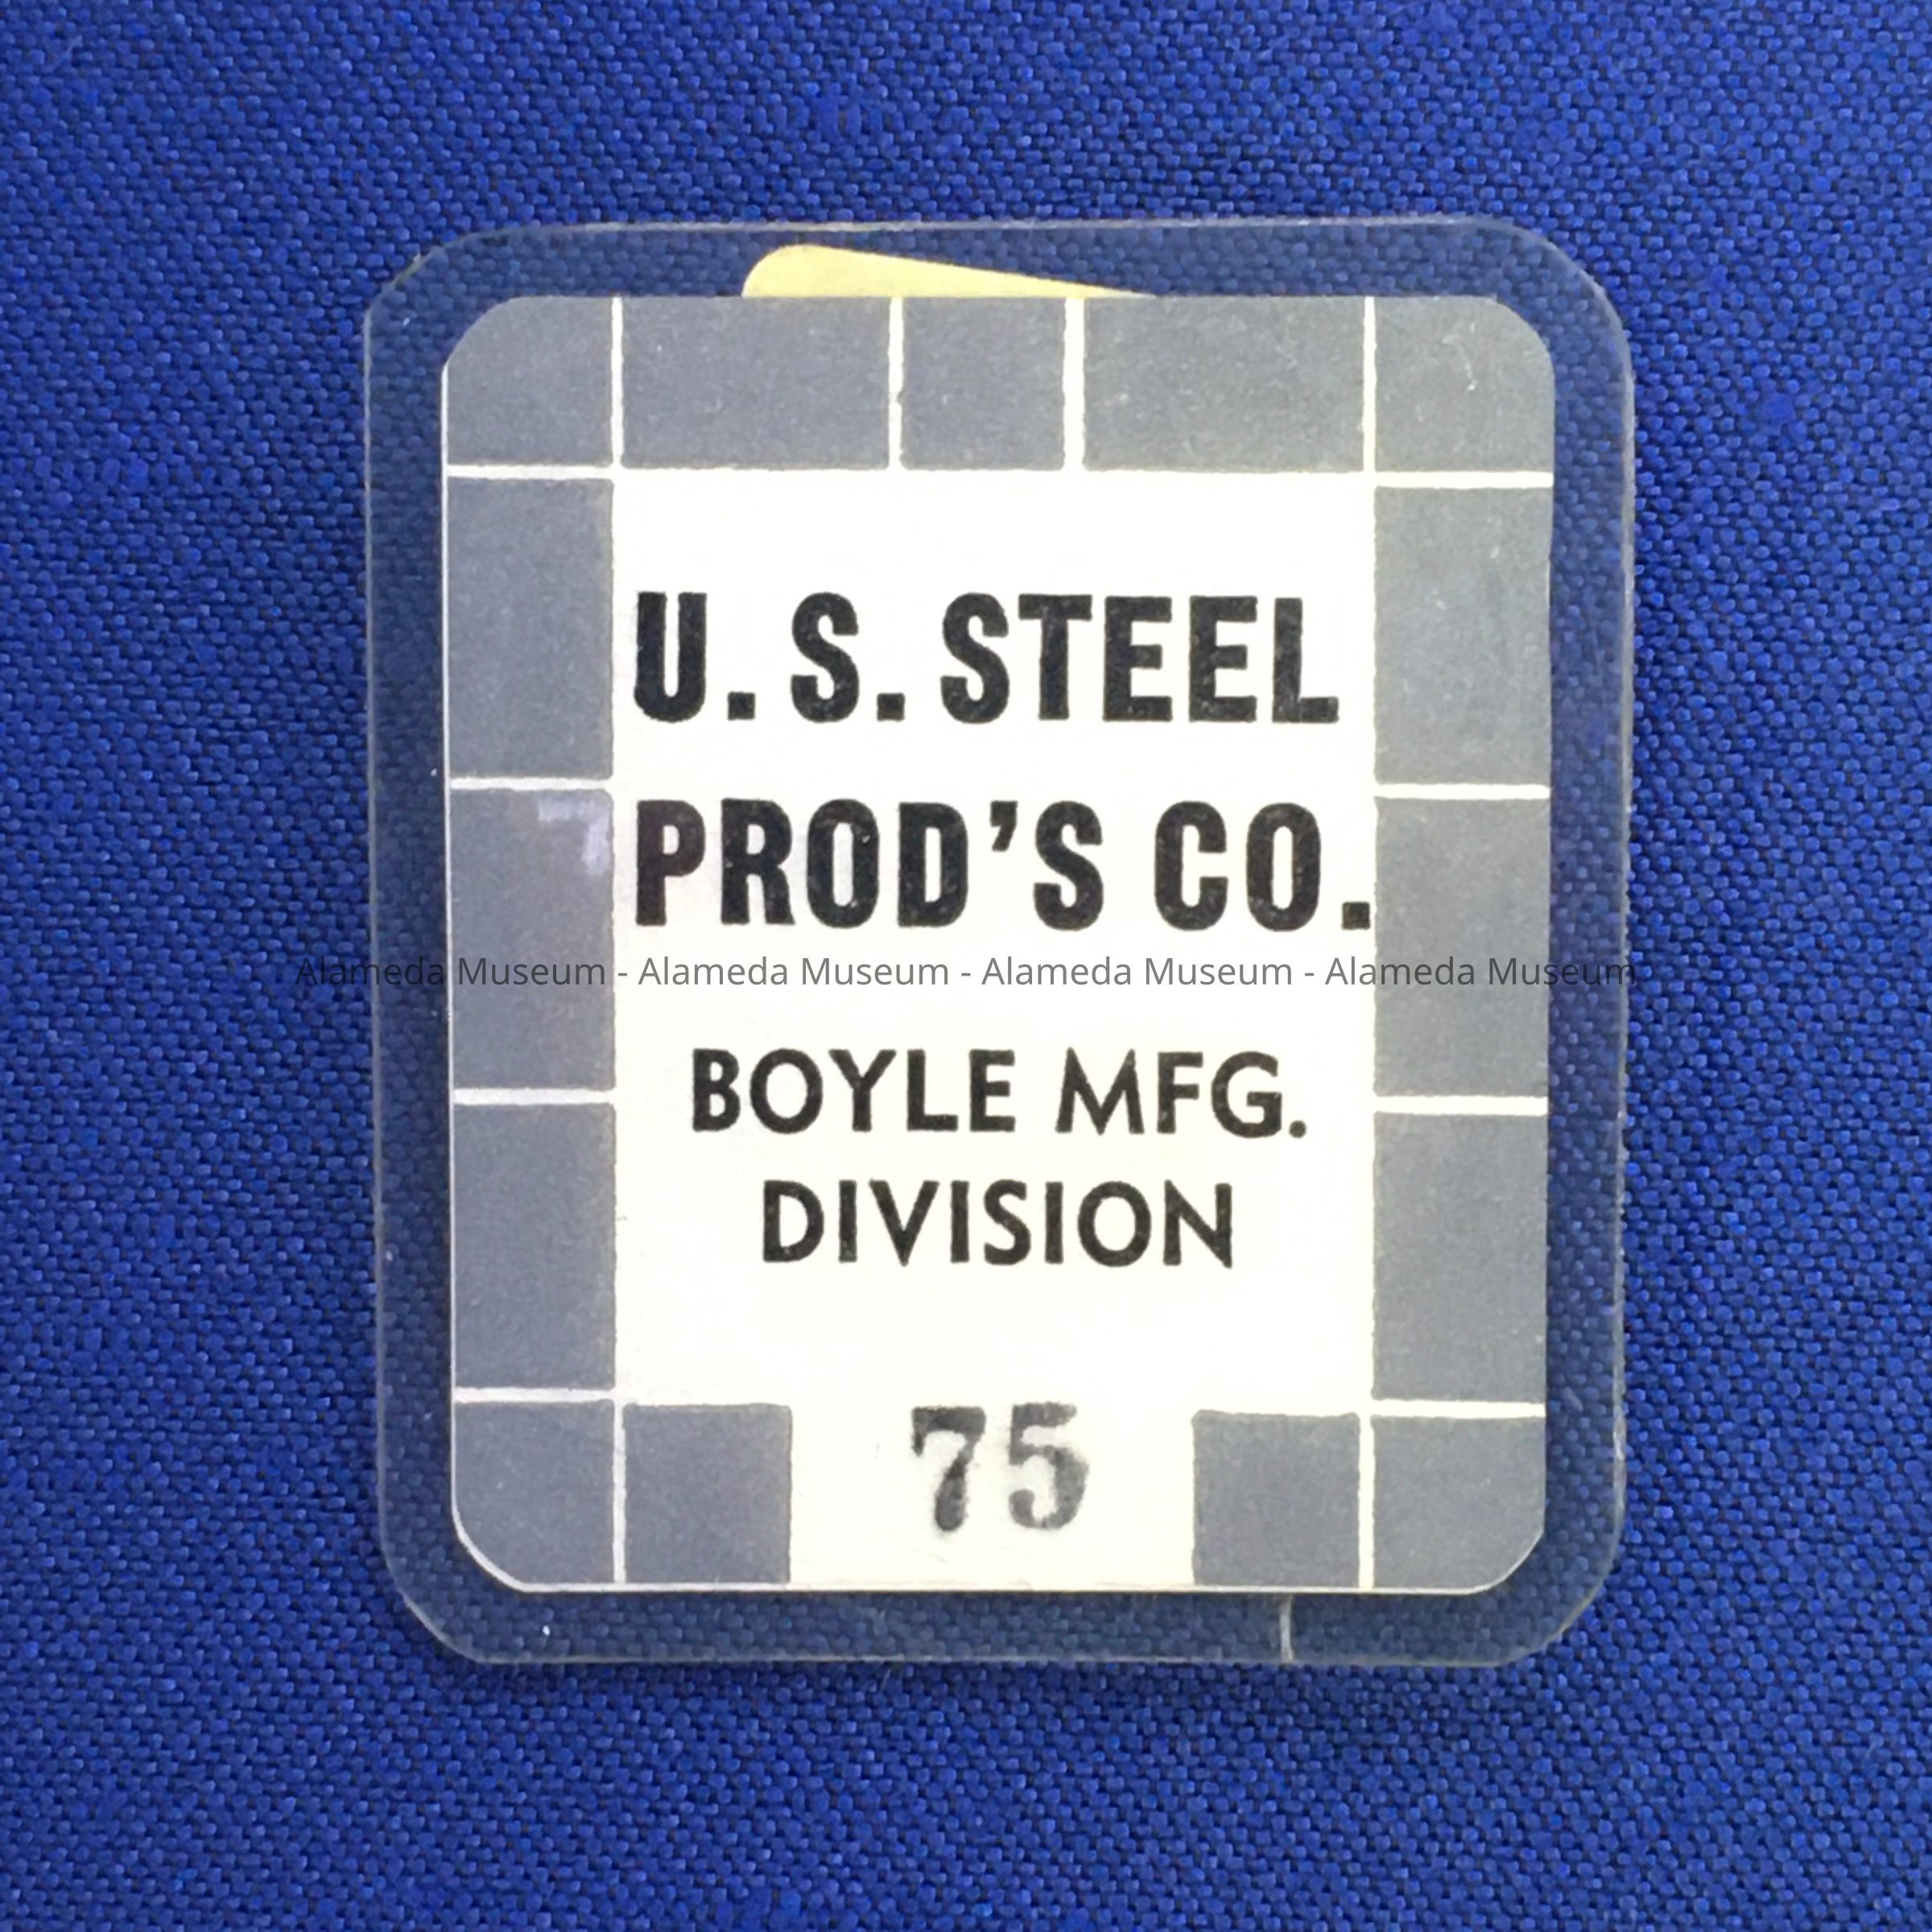 U. S. STEEL
PROD'S CO.
Alameda Museum - Alameda Museum - Alameda Museum - Alameda Museum
BOYLE MFG.
DIVISION
75